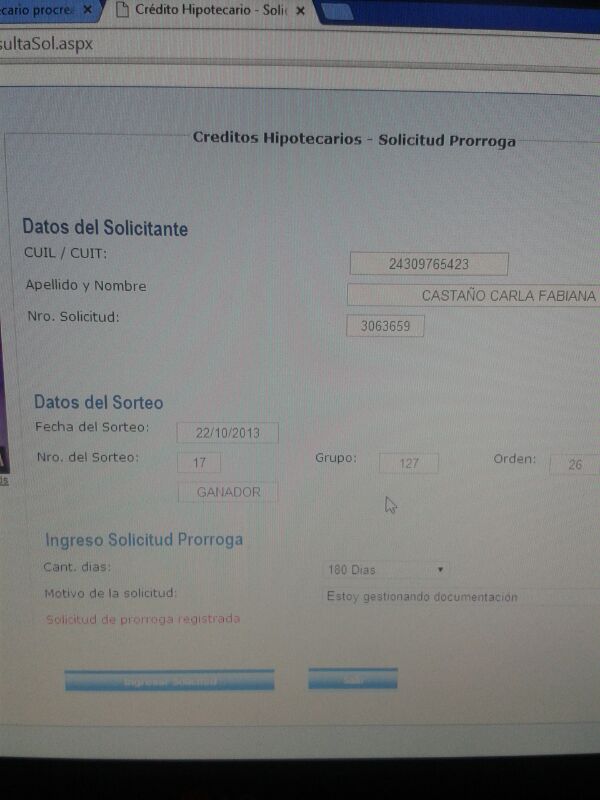 cario procrea
Crédito Hipotecario - Solic
sultaSol.aspx
Creditos Hipotecarios - Solicitud Prorroga
Datos del Solicitante
CUIL / CUIT: 24309765423
Apellido y Nombre CASTAÑO CARLA FABIANA
Nro. Solicitud: 3063659
Datos del Sorteo
Fecha del Sorteo: 22/10/2013
Nro. del Sorteo: 17 Grupo: 127 Orden: 26
GANADOR
Ingreso Solicitud Prorroga
Cant. dias: 180 Dias
Motivo de la solicitud: Estoy gestionando documentación
Solicitud de prorroga registrada
Ingresar Solicitud Salir